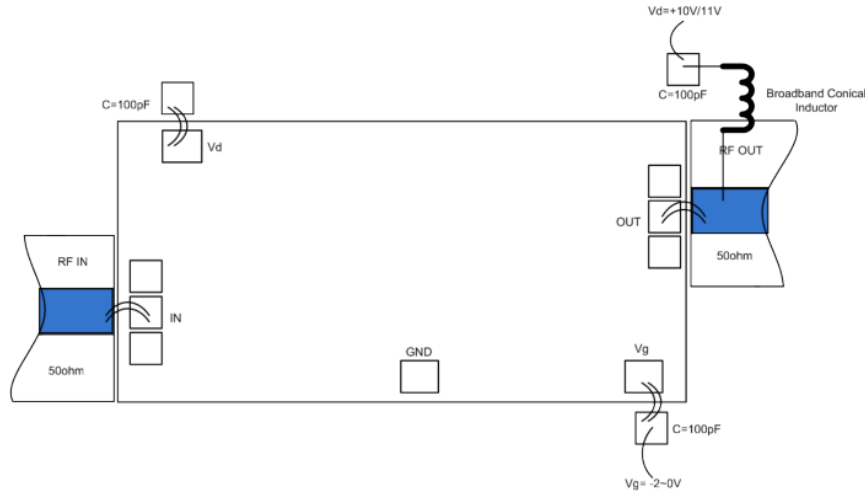 Vd=+10V/11V
C=100pF
C=100pF
Broadband Conical
Inductor
Vd
RF OUT
OUT
50ohm
RF IN
IN
50ohm
GND
Vg
C=100pF
Vg= -2~0V